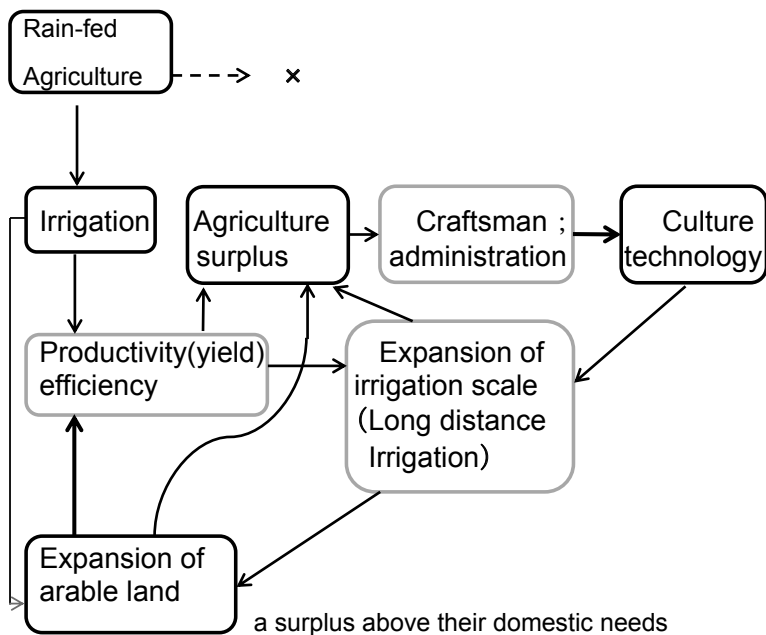 Rain-fed
Agriculture
×
Irrigation
Agriculture
surplus
Craftsman ;
administration
Culture
technology
Productivity(yield)
efficiency
Expansion of
irrigation scale
（Long distance
Irrigation）
Expansion of
arable land
a surplus above their domestic needs